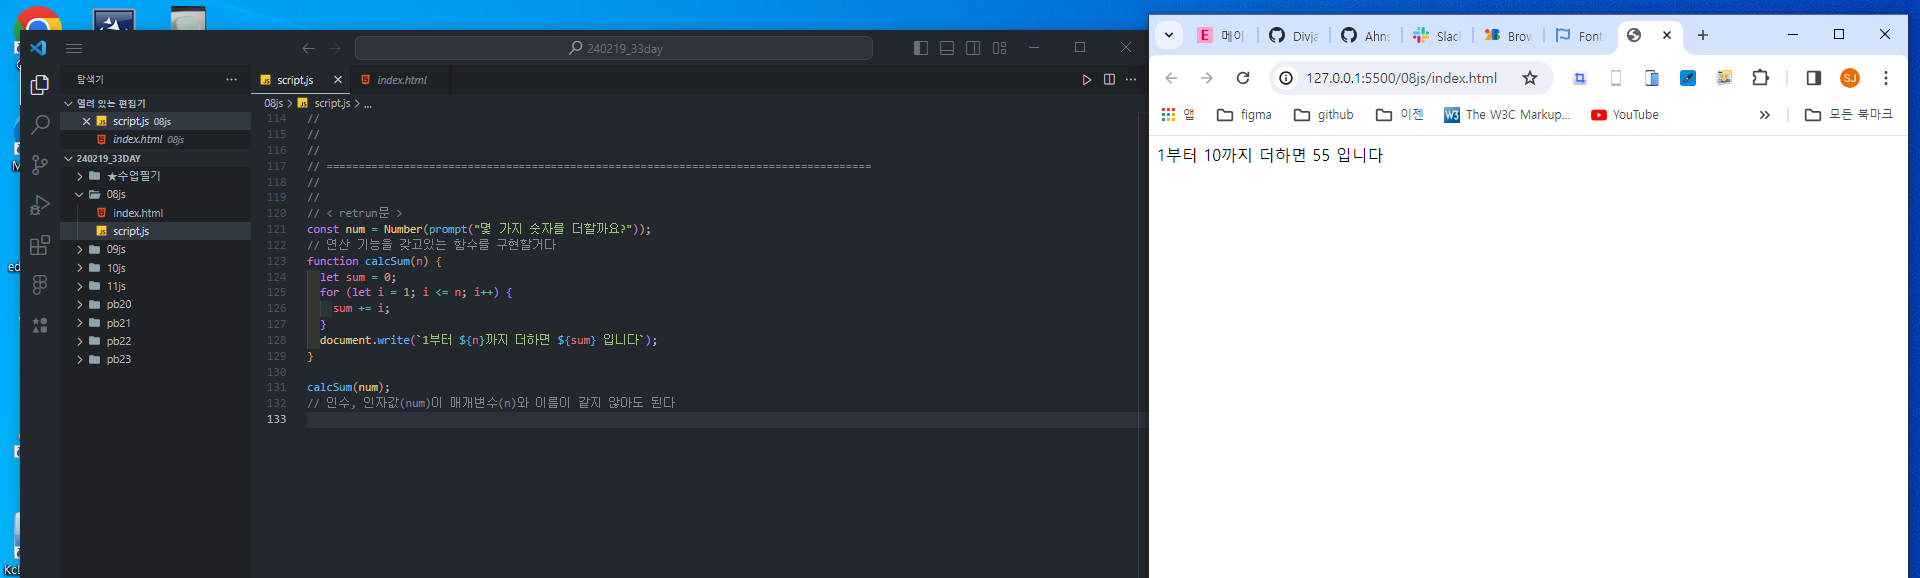 240219_33day
탐색기
열려 있는 편집기
script.js 08js
index.html 08js
240219_33DAY
★수업필기
08js
index.html
script.js
09js
10js
11js
pb20
pb21
pb22
pb23
script.js
index.html
08js > script.js > ...
114 //
115 //
116 //
117 // =====================================================================================
118 //
119 //
120 // < retrun문 >
121 const num = Number(prompt("몇 가지 숫자를 더할까요?"));
122 // 연산 기능을 갖고있는 함수를 구현할거다
123 function calcSum(n) {
124 let sum = 0;
125 for (let i = 1; i <= n; i++) {
126 sum += i;
127 }
128 document.write(`1부터 ${n}까지 더하면 ${sum} 입니다`);
129 }
130
131 calcSum(num);
132 // 인수, 인자값(num)이 매개변수(n)와 이름이 같지 않아도 된다
133
메이
Divja
Ahns
Slac
Brow
Font
127.0.0.1:5500/08js/index.html
SJ
앱
figma
github
이젠
The W3C Markup...
YouTube
모든 북마크
1부터 10까지 더하면 55 입니다